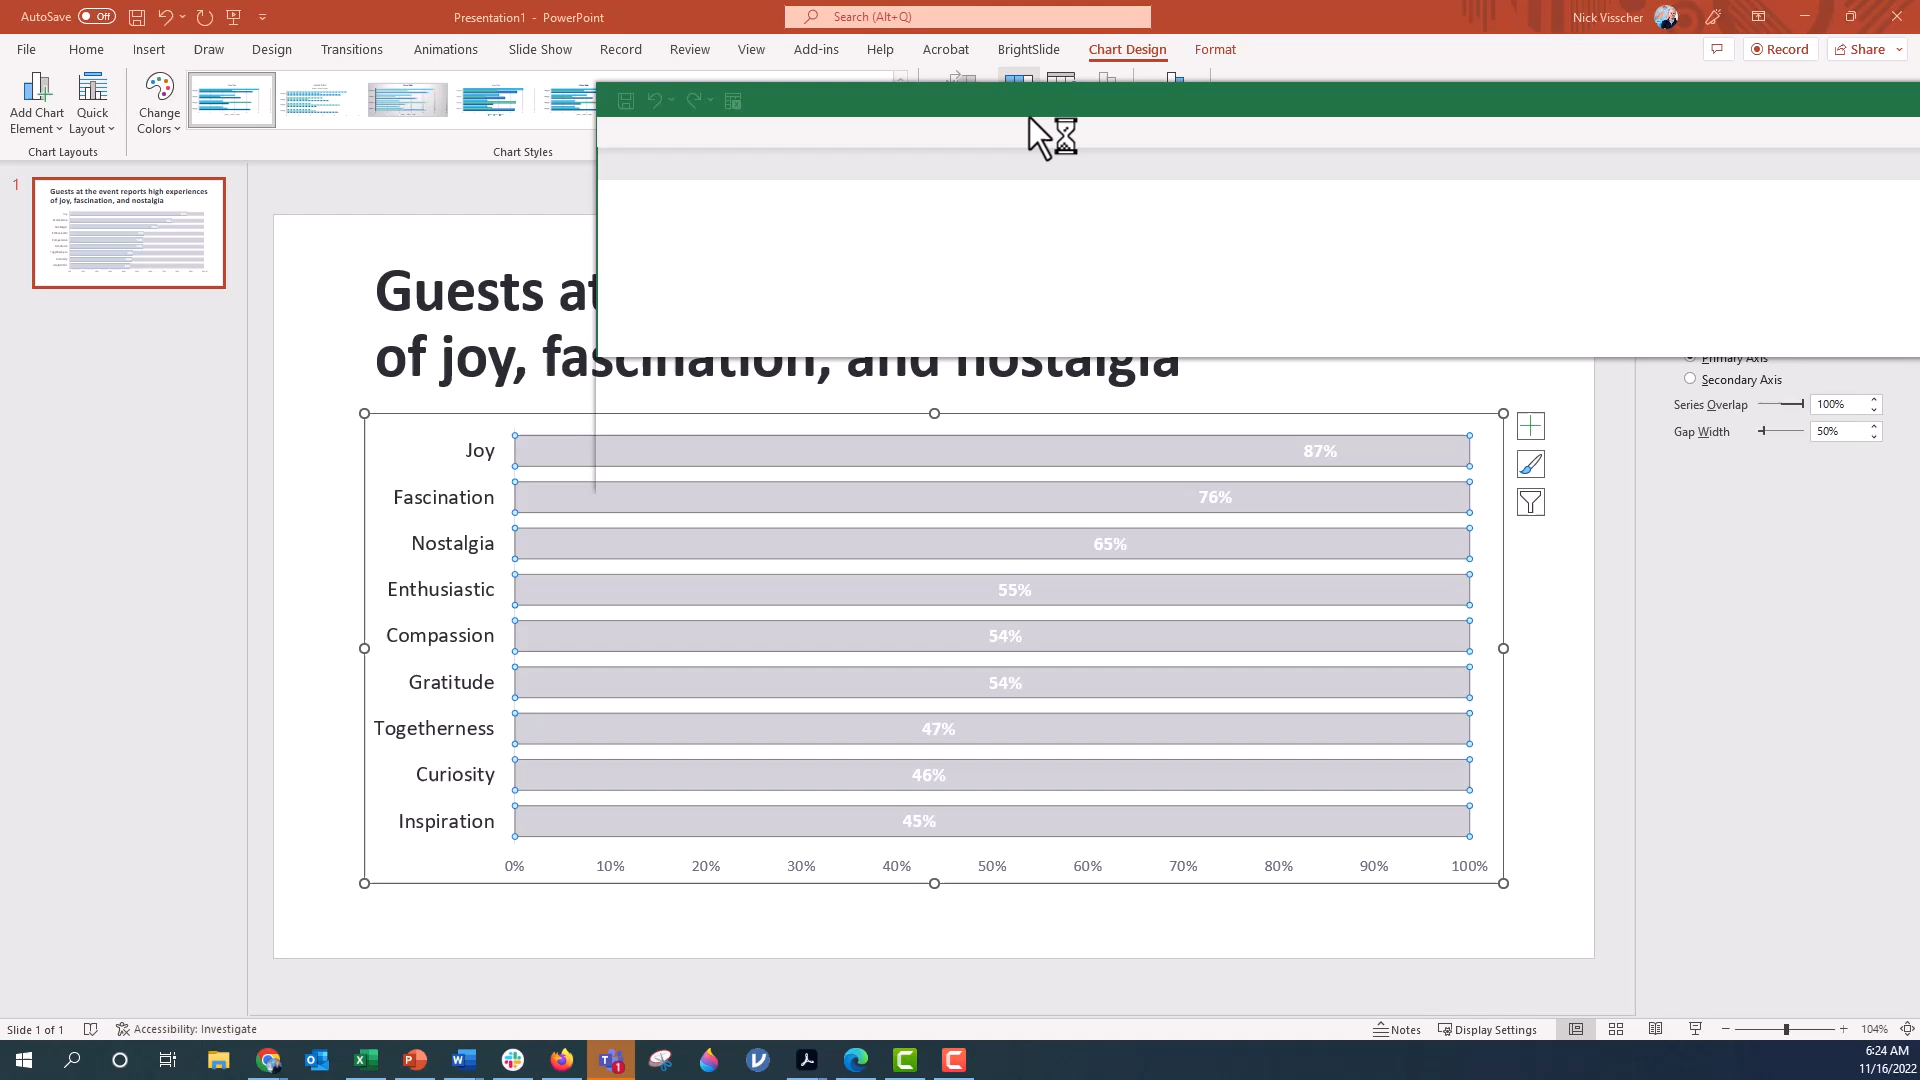 AutoSave Off
Presentation1 - PowerPoint
Search (Alt+Q)
Nick Visscher
File Home Insert Draw Design Transitions Animations Slide Show Record Review View Add-ins Help Acrobat BrightSlide Chart Design Format
Record Share
Add Chart Element
Quick Layout
Change Colors
Chart Layouts
Chart Styles
1
Guests at the event reports high experiences
of joy, fascination, and nostalgia
Guests at
of joy, fascination, and nostalgia
Primary Axis
Secondary Axis
Series Overlap 100%
Gap Width 50%
Joy 87%
Fascination 76%
Nostalgia 65%
Enthusiastic 55%
Compassion 54%
Gratitude 54%
Togetherness 47%
Curiosity 46%
Inspiration 45%
0% 10% 20% 30% 40% 50% 60% 70% 80% 90% 100%
Slide 1 of 1
Accessibility: Investigate
Notes
Display Settings
104%
6:24 AM
11/16/2022